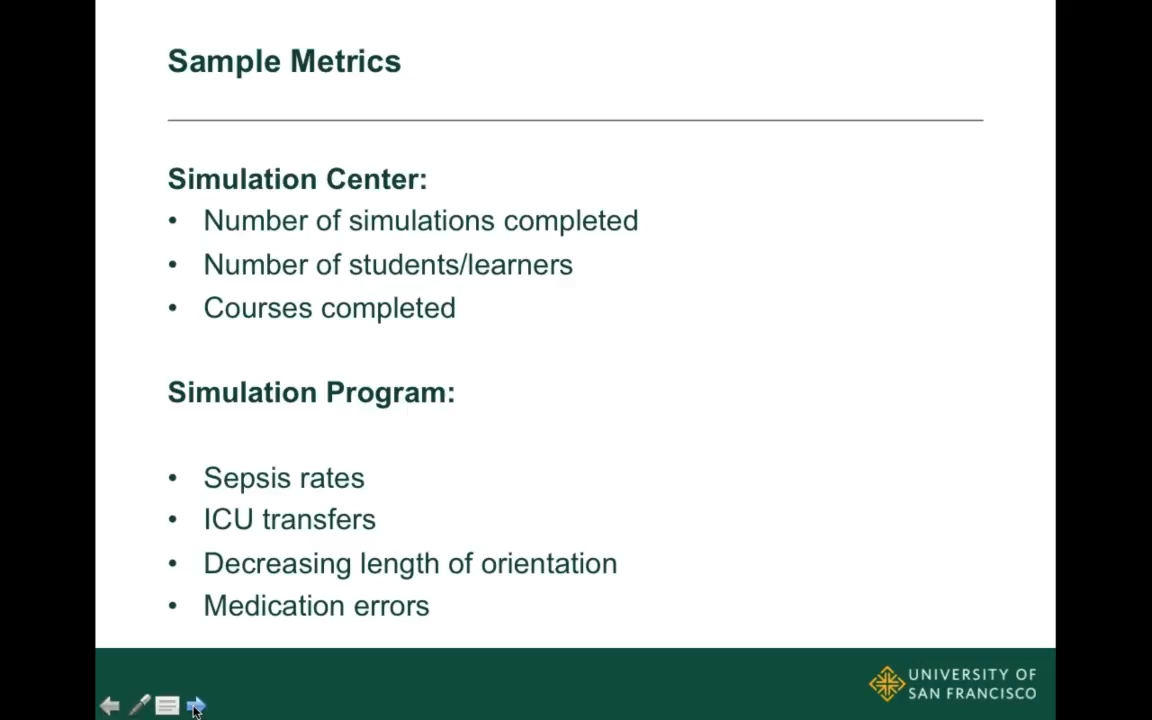 Sample Metrics
Simulation Center:
• Number of simulations completed
• Number of students/learners
• Courses completed
Simulation Program:
• Sepsis rates
• ICU transfers
• Decreasing length of orientation
• Medication errors
UNIVERSITY OF
SAN FRANCISCO